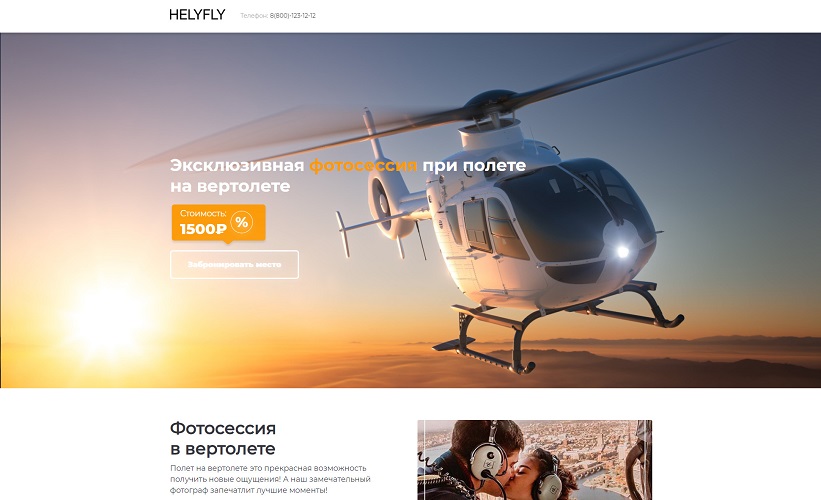 HELYFLY Телефон: 8(800)-123-12-12
Эксклюзивная фотосессия при полете
на вертолете
Стоимость:
1500₽ %
Забронировать место
Фотосессия
в вертолете
Полет на вертолете это прекрасная возможность
получить новые ощущения! А наш замечательный
фотограф запечатлит лучшие моменты!